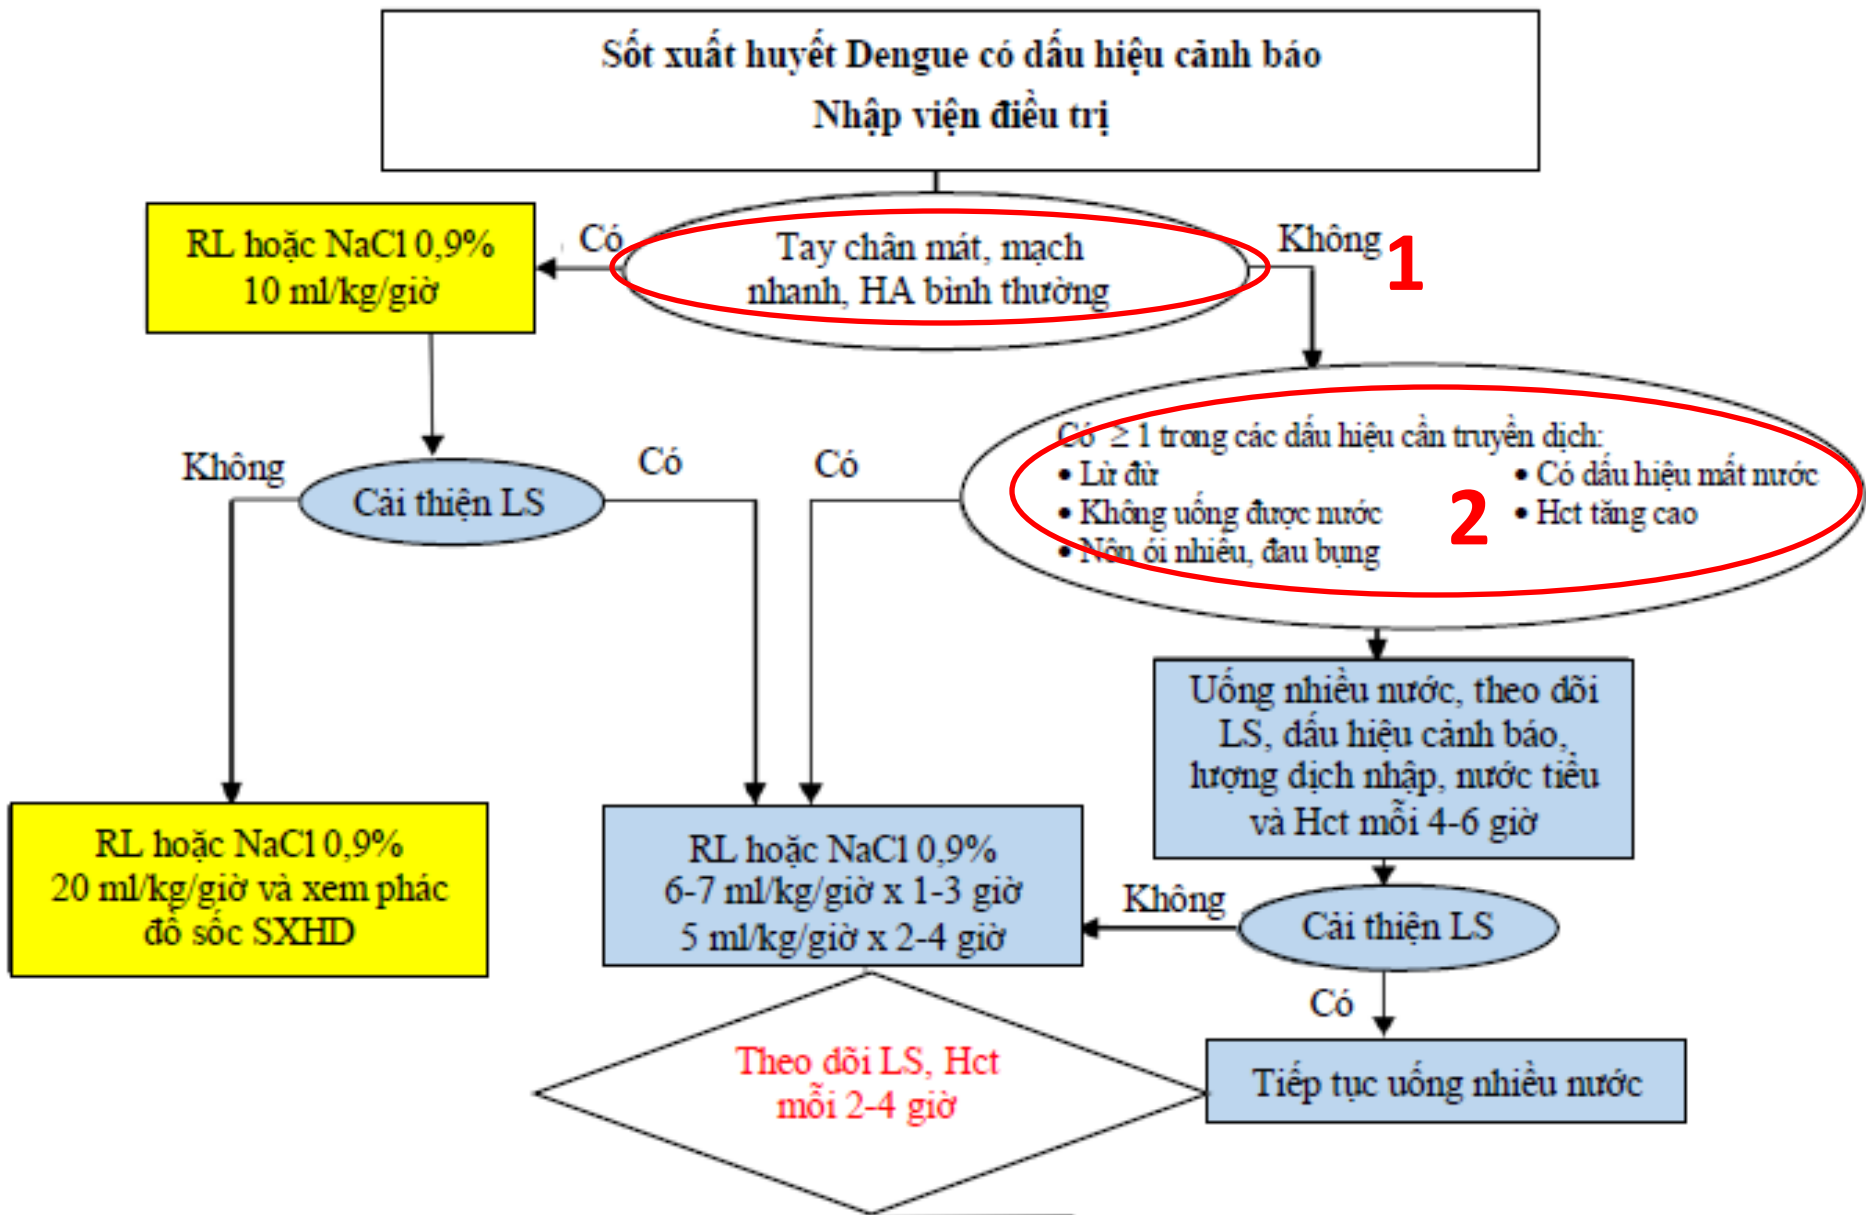 Sốt xuất huyết Dengue có dấu hiệu cảnh báo
Nhập viện điều trị
RL hoặc NaCl 0,9%
10 ml/kg/giờ
Có
Tay chân mát, mạch
nhanh, HA bình thường
Không
1
Có ≥ 1 trong các dấu hiệu cần truyền dịch:
• Lừ đừ
• Không uống được nước
• Nôn ói nhiều, đau bụng
• Có dấu hiệu mất nước
• Hct tăng cao
2
Không
Cải thiện LS
Có
Có
Uống nhiều nước, theo dõi
LS, dấu hiệu cảnh báo,
lượng dịch nhập, nước tiểu
và Hct mỗi 4-6 giờ
RL hoặc NaCl 0,9%
20 ml/kg/giờ và xem phác
đồ sốc SXHD
RL hoặc NaCl 0,9%
6-7 ml/kg/giờ x 1-3 giờ
5 ml/kg/giờ x 2-4 giờ
Không
Cải thiện LS
Có
Theo dõi LS, Hct
mỗi 2-4 giờ
Tiếp tục uống nhiều nước